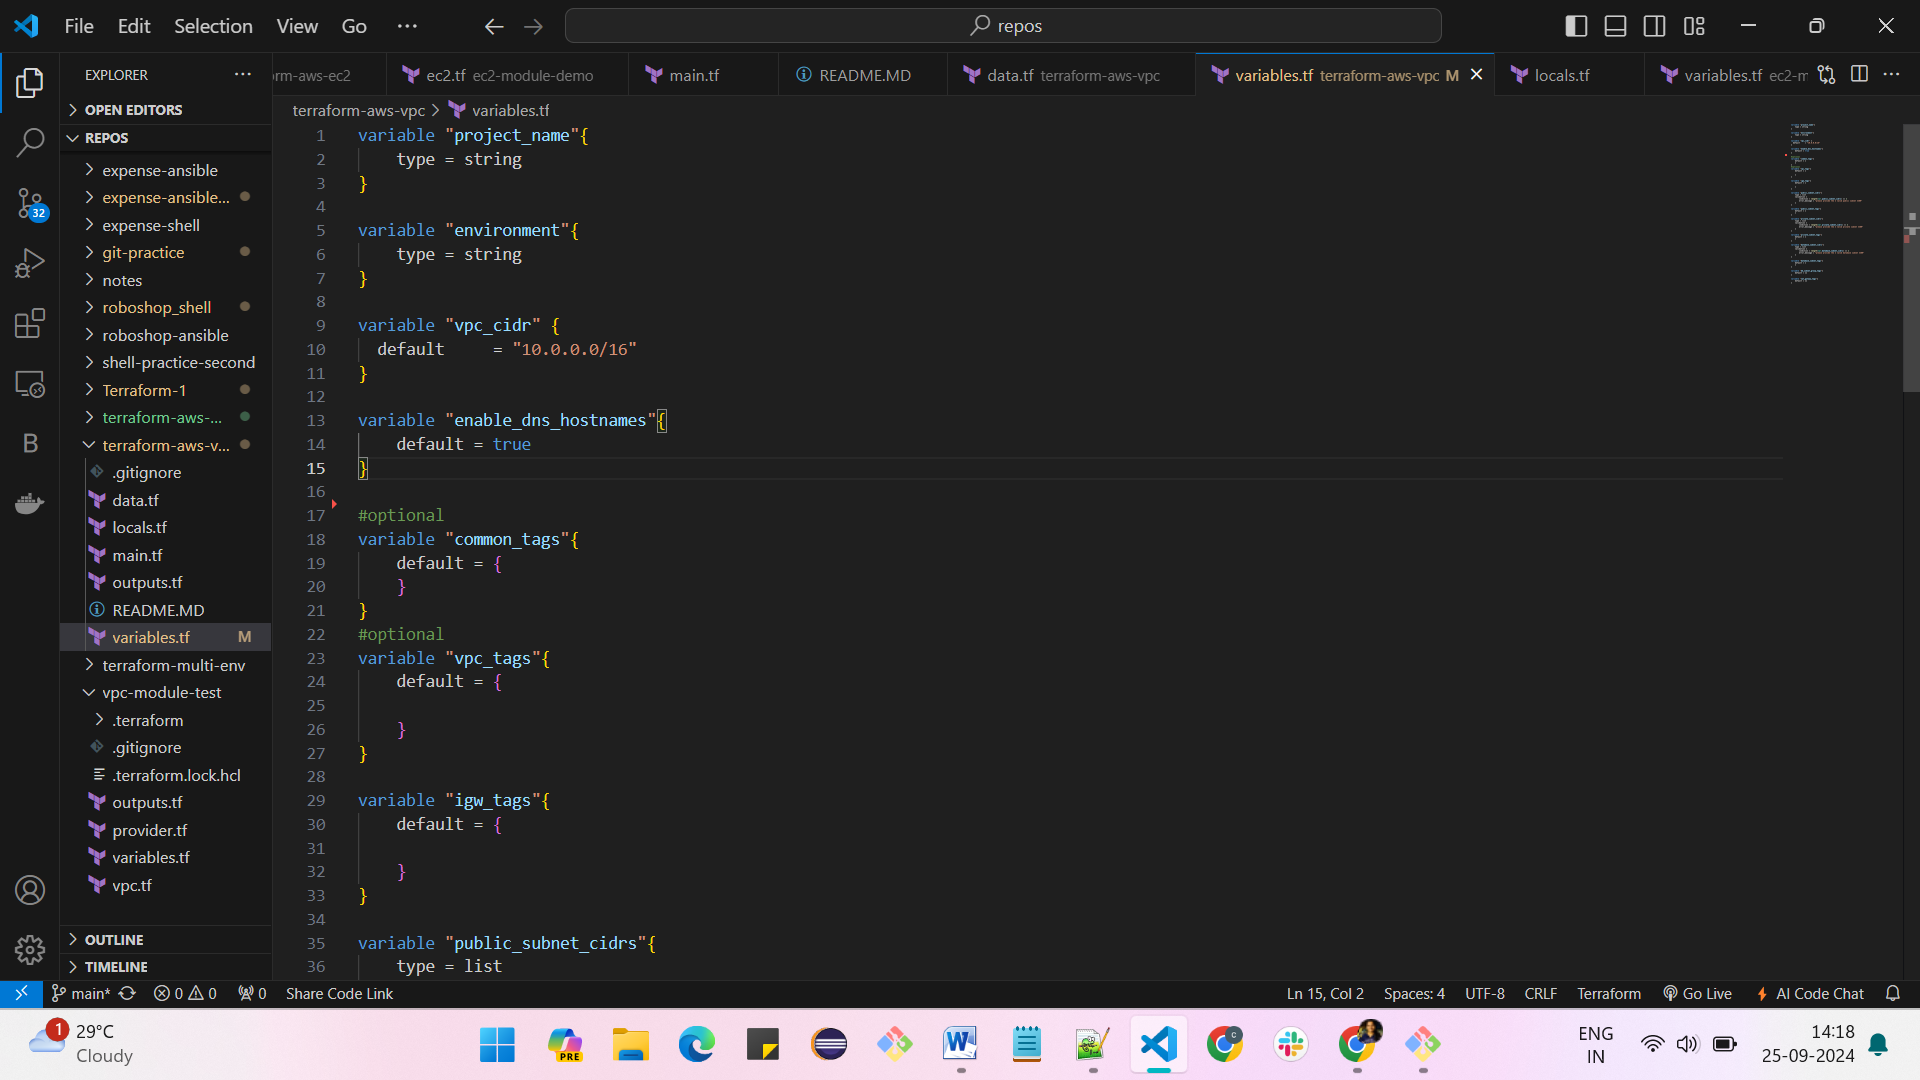 File Edit Selection View Go ···
repos
EXPLORER ···
rm-aws-ec2
ec2.tf ec2-module-demo
main.tf
README.MD
data.tf terraform-aws-vpc
variables.tf terraform-aws-vpc M
locals.tf
variables.tf ec2-m
OPEN EDITORS
REPOS
expense-ansible
expense-ansible...
expense-shell
git-practice
notes
roboshop_shell
roboshop-ansible
shell-practice-second
Terraform-1
terraform-aws-...
terraform-aws-v...
.gitignore
data.tf
locals.tf
main.tf
outputs.tf
README.MD
variables.tf M
terraform-multi-env
vpc-module-test
.terraform
.gitignore
.terraform.lock.hcl
outputs.tf
provider.tf
variables.tf
vpc.tf
OUTLINE
TIMELINE
32
B
terraform-aws-vpc > variables.tf
1 variable "project_name"{
2 type = string
3 }
4
5 variable "environment"{
6 type = string
7 }
8
9 variable "vpc_cidr" {
10 default     = "10.0.0.0/16"
11 }
12
13 variable "enable_dns_hostnames"{
14 default = true
15 }
16
17 #optional
18 variable "common_tags"{
19 default = {
20 }
21 }
22 #optional
23 variable "vpc_tags"{
24 default = {
25
26 }
27 }
28
29 variable "igw_tags"{
30 default = {
31
32 }
33 }
34
35 variable "public_subnet_cidrs"{
36 type = list
main* 0 0 0 Share Code Link
Ln 15, Col 2 Spaces: 4 UTF-8 CRLF Terraform Go Live AI Code Chat
1 29°C
Cloudy
PRE
W
C
ENG
IN
14:18
25-09-2024